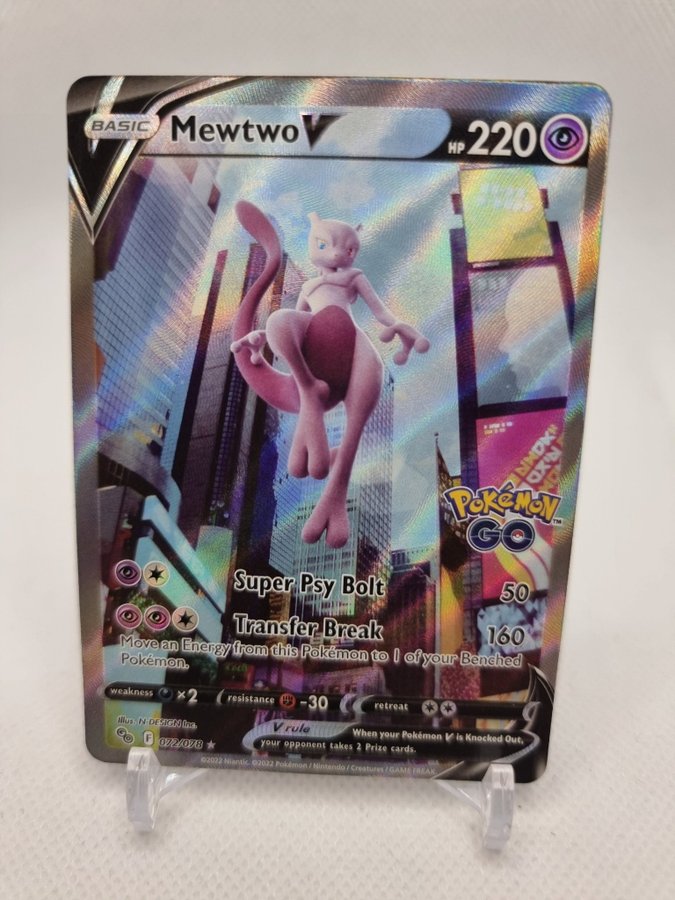 BASIC Mewtwo V HP 220
Pokémon™
GO
Super Psy Bolt 50
Transfer Break 160
Move an Energy from this Pokémon to 1 of your Benched
Pokémon.
weakness ×2 resistance -30 retreat
Illus. N-DESIGN Inc.
GO F 072/078
V rule When your Pokémon V is Knocked Out,
your opponent takes 2 Prize cards.
©2022 Niantic. ©2022 Pokémon / Nintendo / Creatures / GAME FREAK